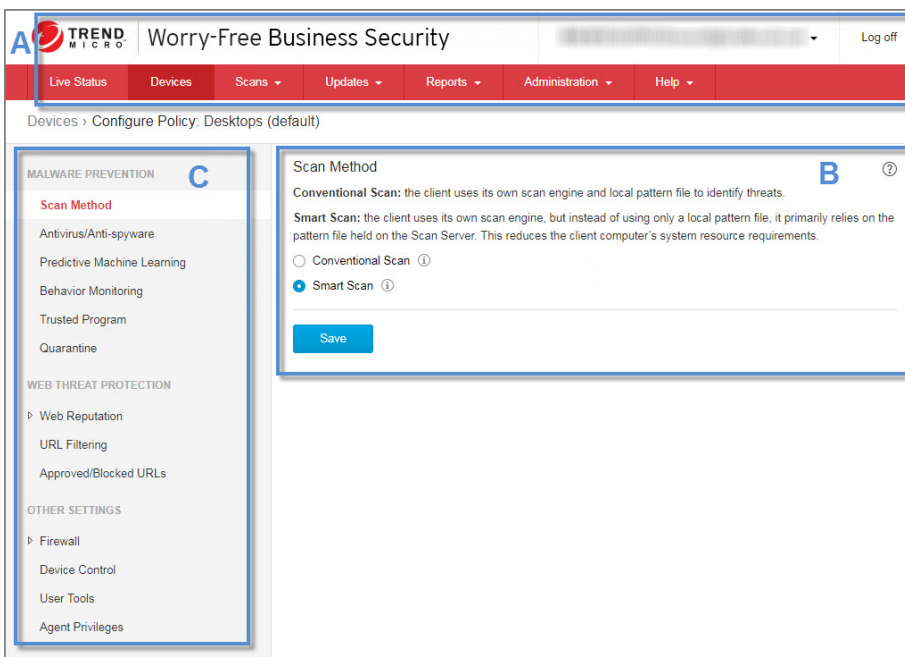 A
TREND MICRO
Worry-Free Business Security
Log off
Live Status
Devices
Scans
Updates
Reports
Administration
Help
Devices › Configure Policy: Desktops (default)
C
MALWARE PREVENTION
Scan Method
Antivirus/Anti-spyware
Predictive Machine Learning
Behavior Monitoring
Trusted Program
Quarantine
WEB THREAT PROTECTION
Web Reputation
URL Filtering
Approved/Blocked URLs
OTHER SETTINGS
Firewall
Device Control
User Tools
Agent Privileges
Scan Method
B
?
Conventional Scan: the client uses its own scan engine and local pattern file to identify threats.
Smart Scan: the client uses its own scan engine, but instead of using only a local pattern file, it primarily relies on the
pattern file held on the Scan Server. This reduces the client computer's system resource requirements.
Conventional Scan
Smart Scan
Save